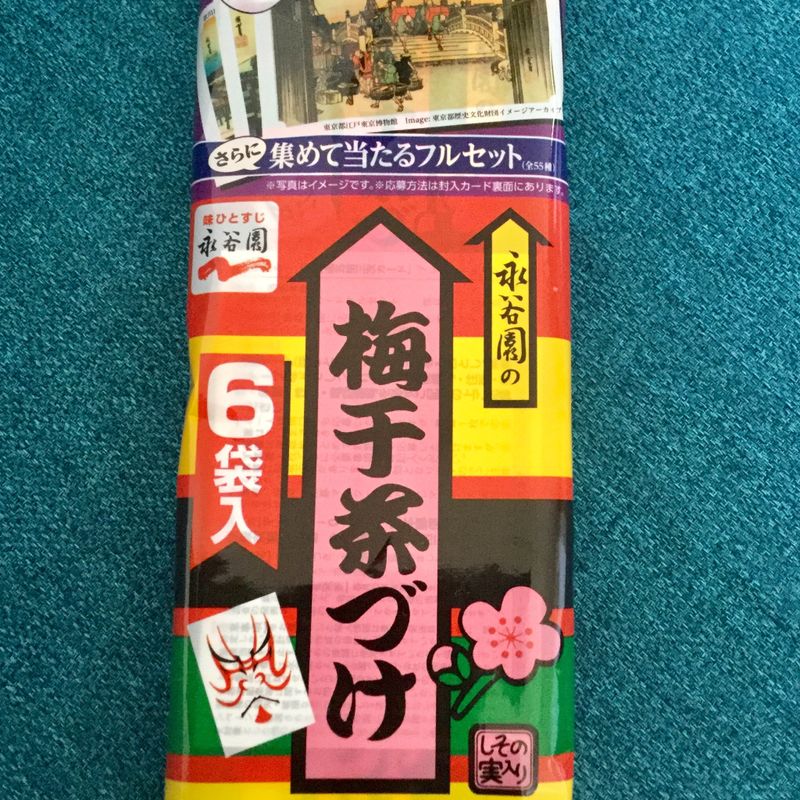 東京都江戸東京博物館 Image: 東京都歴史文化財団イメージアーカイブ
さらに 集めて当たるフルセット(全55種)
※写真はイメージです。※応募方法は封入カード裏面にあります。
味ひとすじ
永谷園
永谷園の
梅干茶づけ
6袋入
しその
実入り